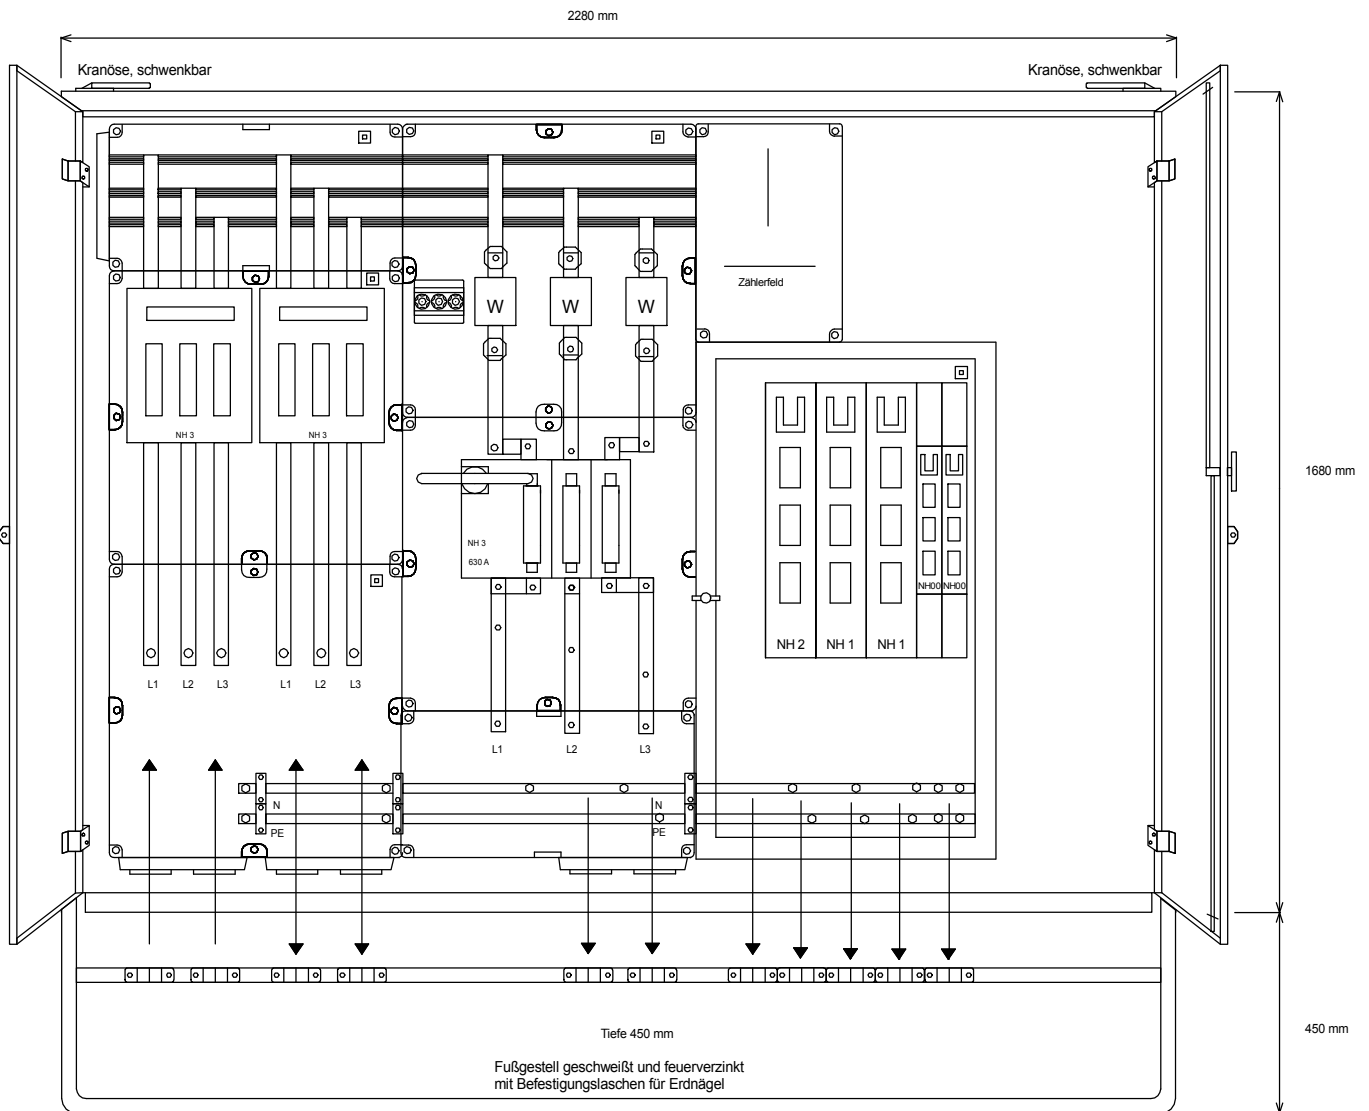 2280 mm
Kranöse, schwenkbar
Kranöse, schwenkbar
Zählerfeld
W
W
W
NH 3
NH 3
1680 mm
NH 3
630 A
NH00
NH00
NH 2
NH 1
NH 1
L1
L2
L3
L1
L2
L3
L1
L2
L3
N
N
PE
PE
Tiefe 450 mm
450 mm
Fußgestell geschweißt und feuerverzinkt
mit Befestigungslaschen für Erdnägel